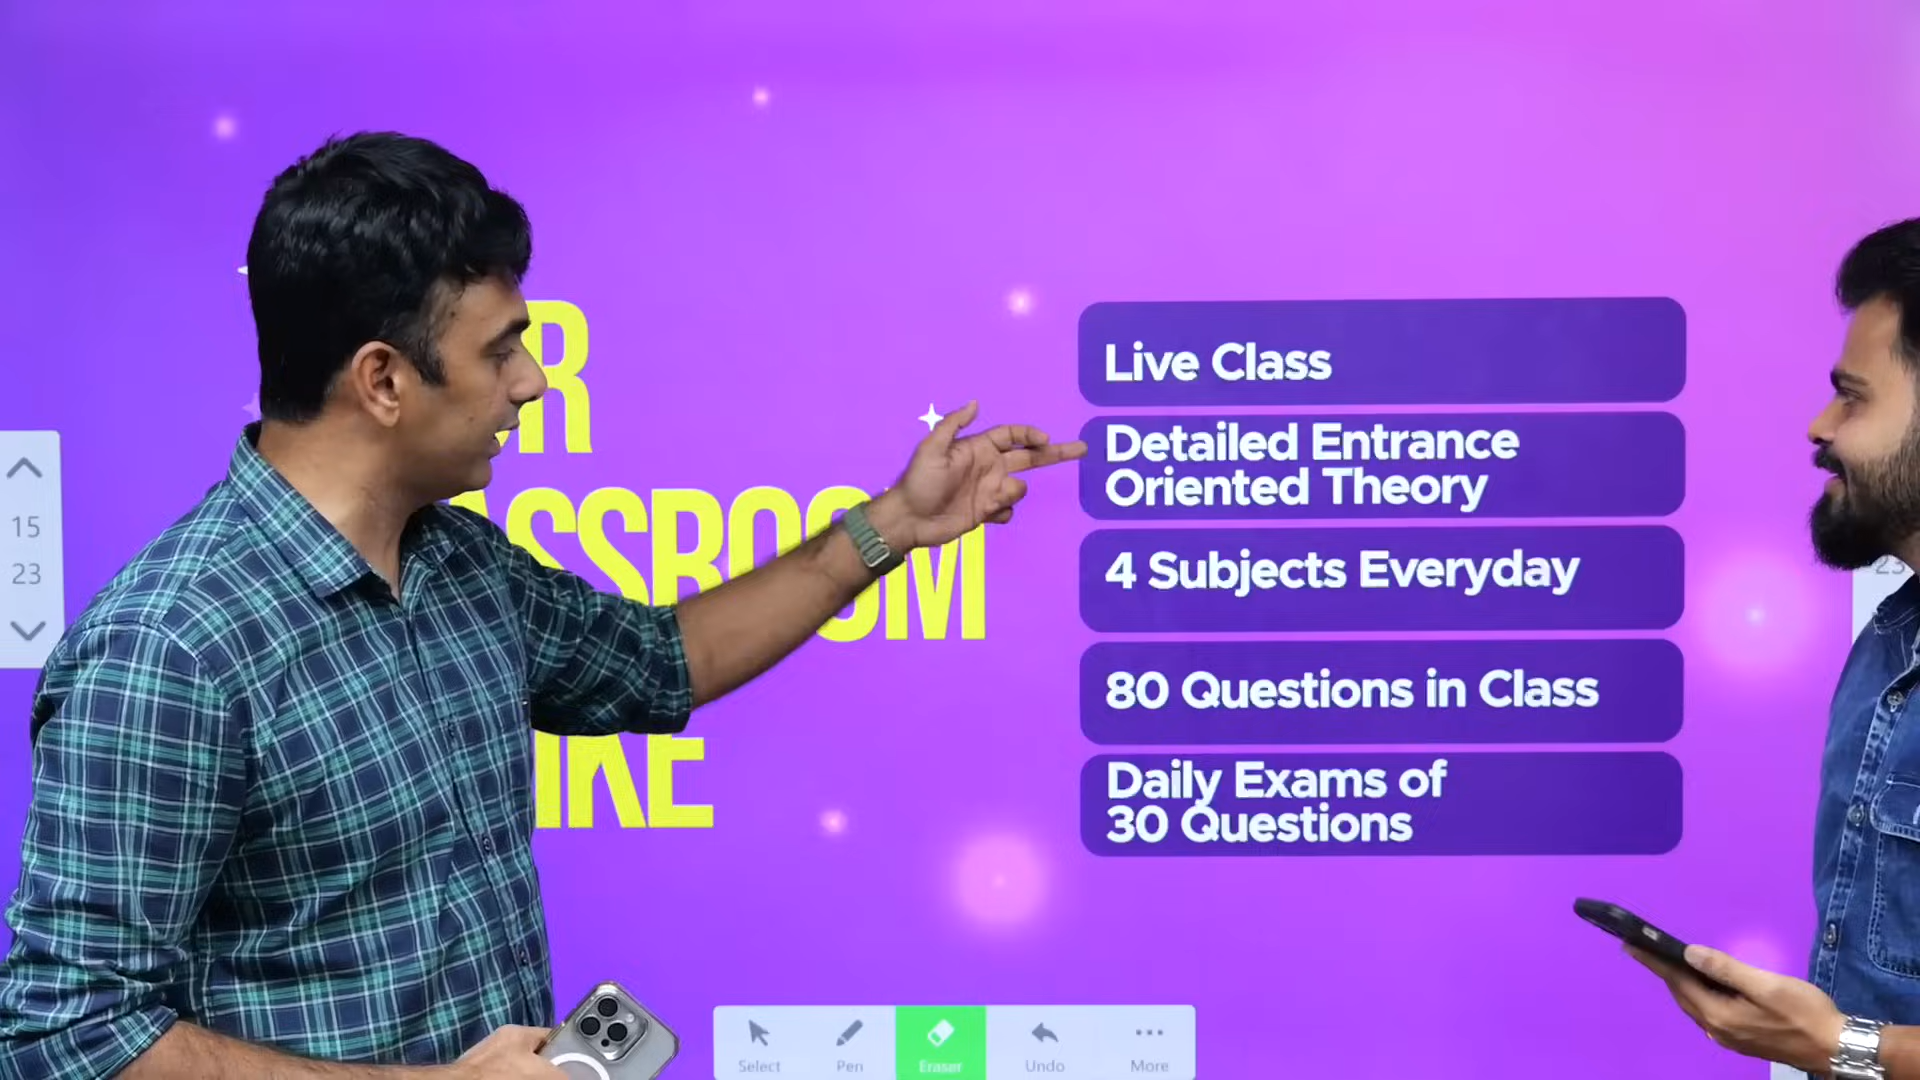 Live Class
Detailed Entrance
Oriented Theory
4 Subjects Everyday
80 Questions in Class
Daily Exams of
30 Questions
15
23
23
Select
Pen
Eraser
Undo
More